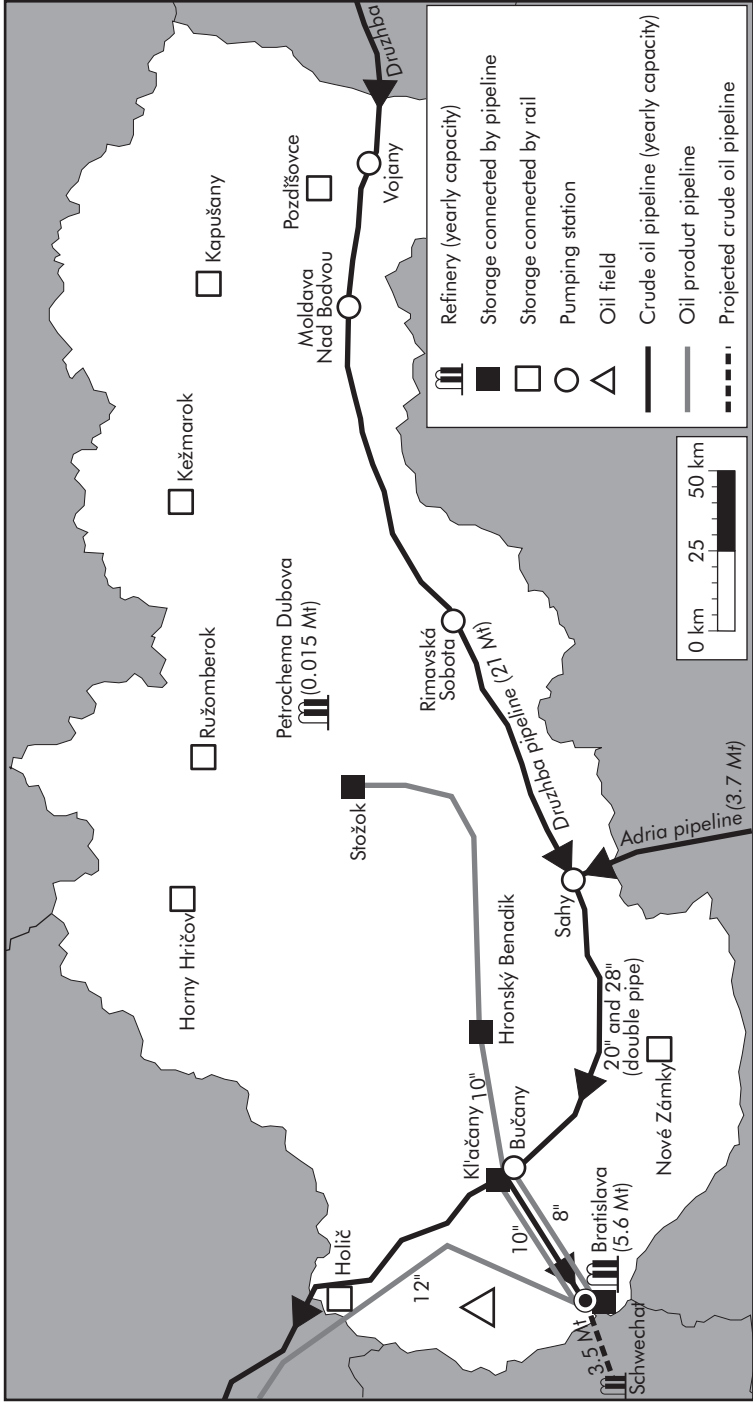 Druzhba
Pozdišovce
Vojany
Kapušany
Moldava
Nad Bodvou
Kežmarok
Ružomberok
Petrochema Dubova
(0.015 Mt)
Rimavská
Sobota
Druzhba pipeline (21 Mt)
Adria pipeline (3.7 Mt)
Stožok
Sahy
Horny Hričov
Hronský Benadik
20" and 28"
(double pipe)
Nové Zámky
Kl'ačany
10"
Bučany
10"
8"
Holič
12"
Bratislava
(5.6 Mt)
3.5 Mt
Schwechat
Refinery (yearly capacity)
Storage connected by pipeline
Storage connected by rail
Pumping station
Oil field
Crude oil pipeline (yearly capacity)
Oil product pipeline
Projected crude oil pipeline
0 km 25 50 km